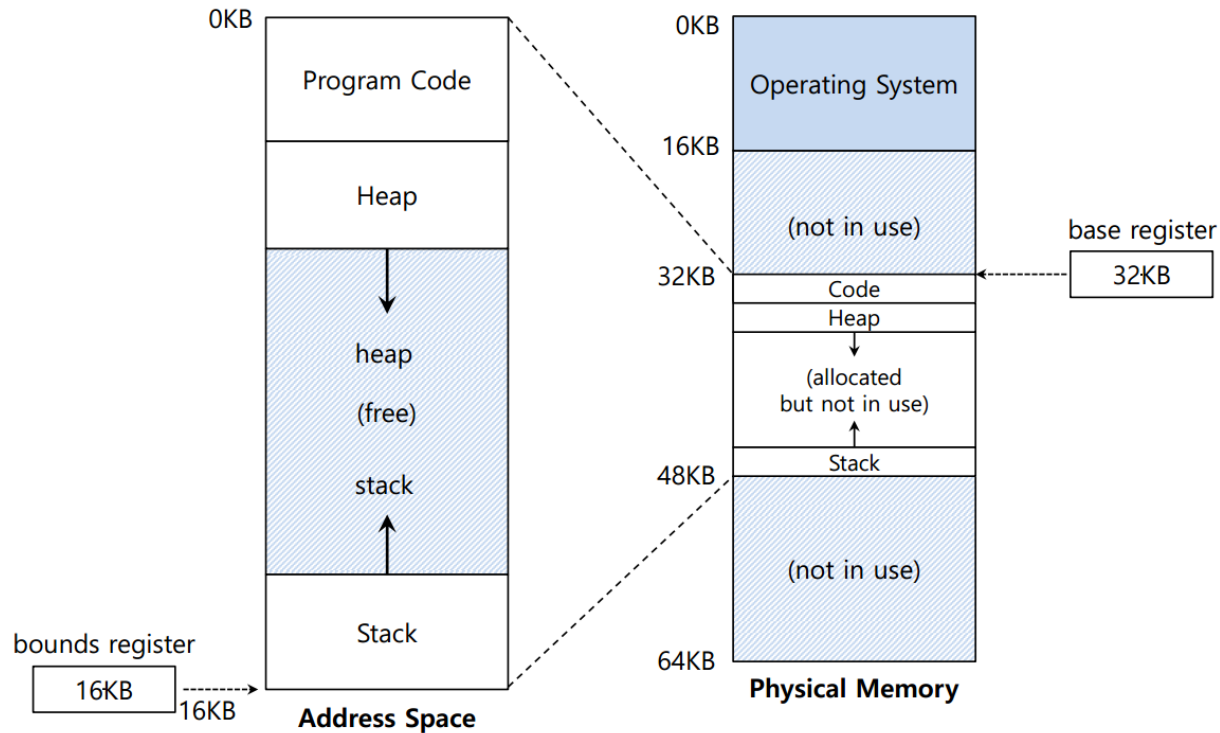 0KB
Program Code
Heap
heap
(free)
stack
Stack
bounds register
16KB
16KB
Address Space
0KB
Operating System
16KB
(not in use)
32KB
Code
Heap
(allocated
but not in use)
Stack
48KB
(not in use)
64KB
Physical Memory
base register
32KB